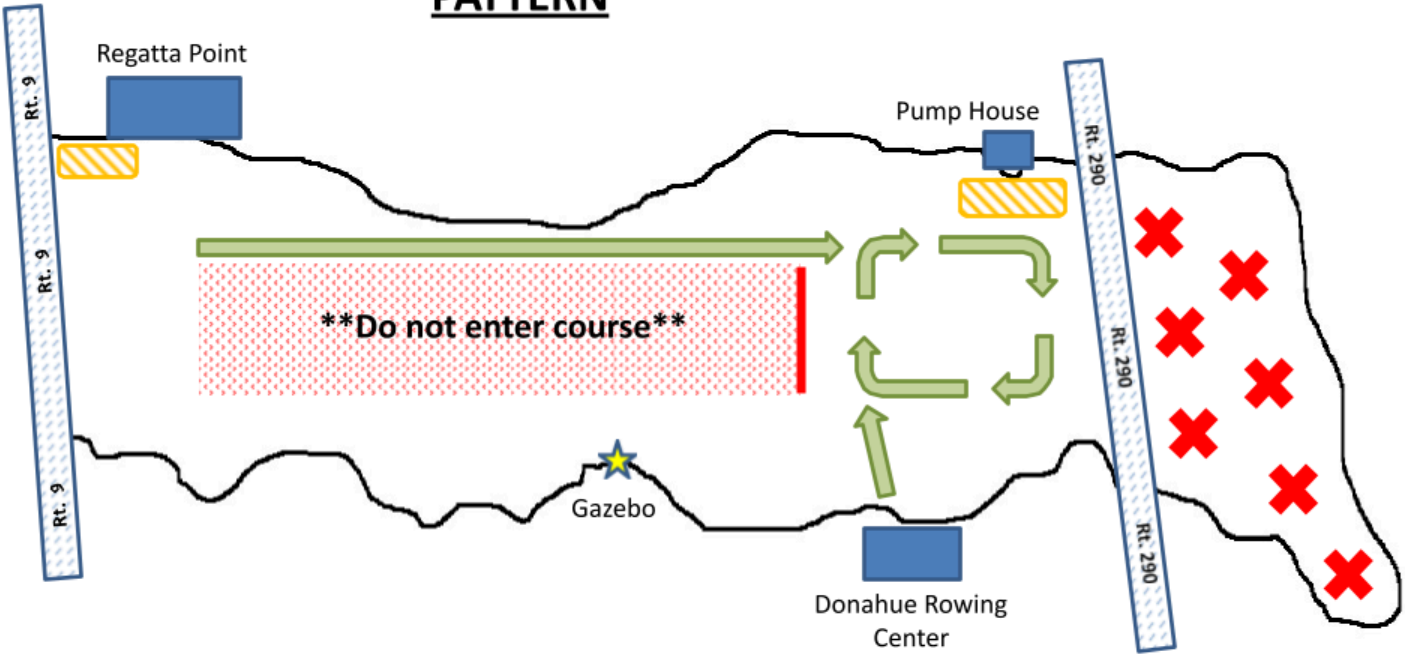 PATTERN
Regatta Point
Pump House
Rt. 9
Rt. 290
Rt. 9
**Do not enter course**
Rt. 290
Rt. 9
Gazebo
Rt. 290
Donahue Rowing
Center